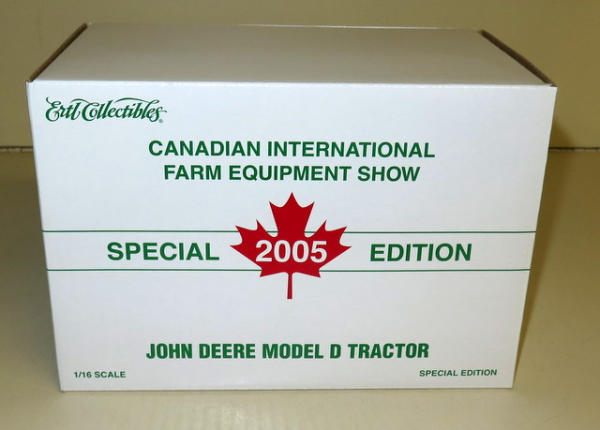 Ertl Collectibles®
CANADIAN INTERNATIONAL
FARM EQUIPMENT SHOW
SPECIAL 2005 EDITION
JOHN DEERE MODEL D TRACTOR
1/16 SCALE SPECIAL EDITION